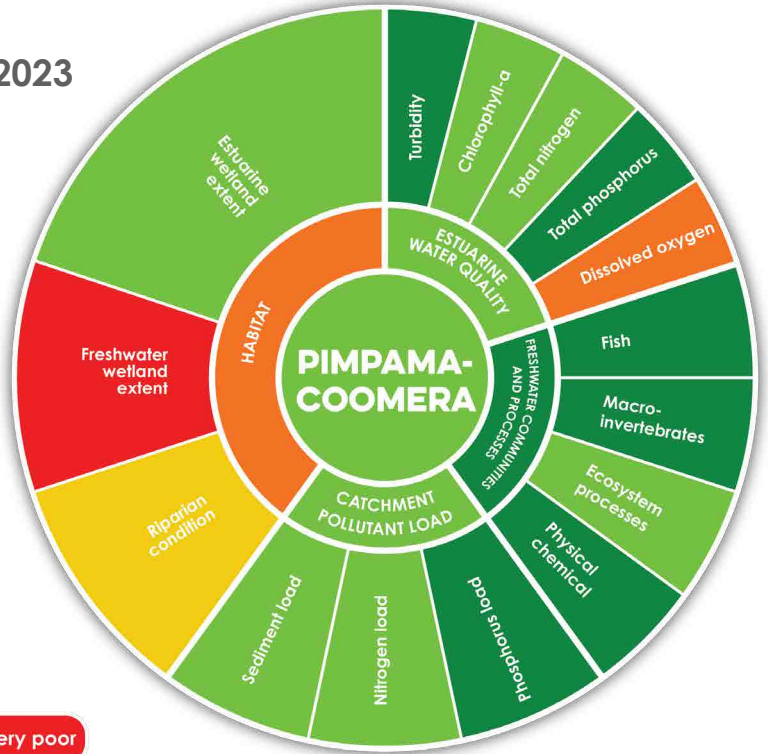 2023
PIMPAMA-
COOMERA
ESTUARINE
WATER QUALITY
Turbidity
Chlorophyll-a
Total nitrogen
Total phosphorus
Dissolved oxygen
FRESHWATER COMMUNITIES
AND PROCESSES
Fish
Macro-
invertebrates
Ecosystem
processes
Physical
chemical
CATCHMENT
POLLUTANT LOAD
Phosphorus load
Nitrogen load
Sediment load
HABITAT
Riparian
condition
Freshwater
wetland
extent
Estuarine
wetland
extent
ery poor